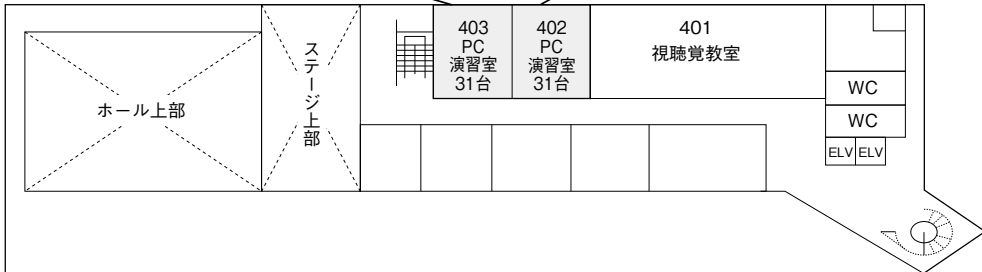 403
PC
演習室
31台
402
PC
演習室
31台
401
視聴覚教室
ステージ上部
ホール上部
WC
WC
ELV
ELV